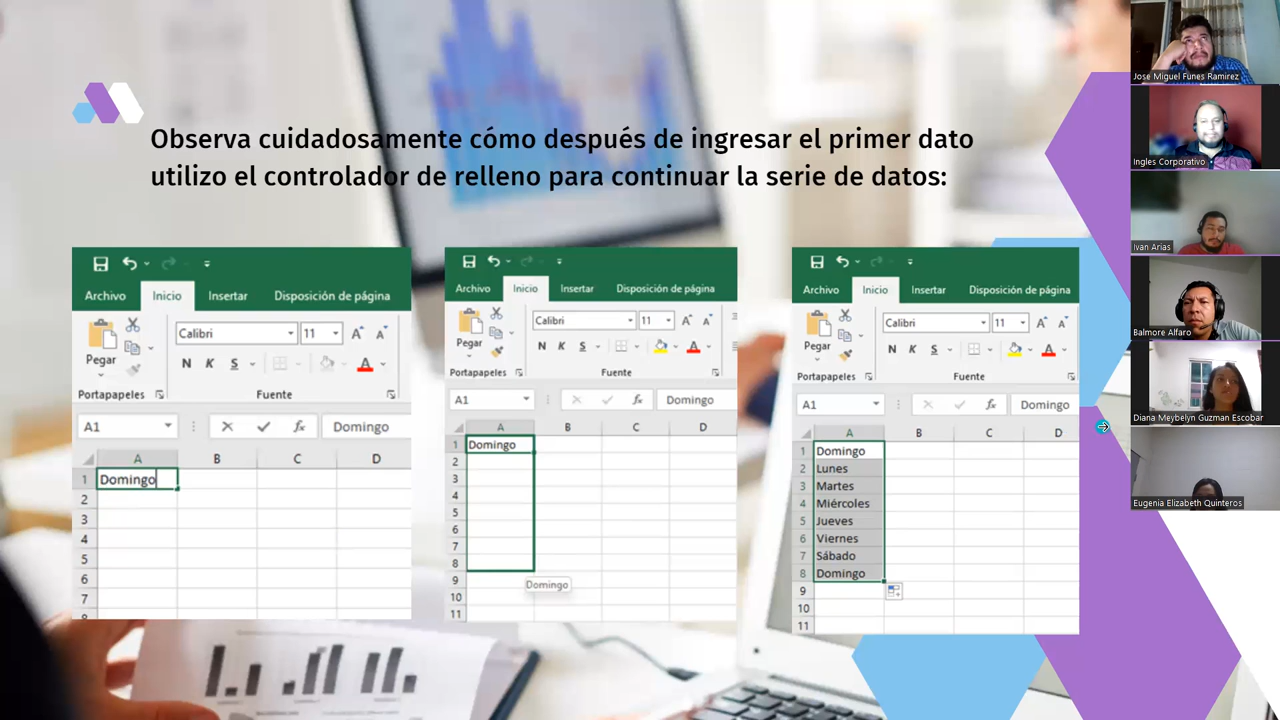 Observa cuidadosamente cómo después de ingresar el primer dato
utilizo el controlador de relleno para continuar la serie de datos:
Archivo Inicio Insertar Disposición de página
Calibri 11 A A
Pegar
N K S A
Portapapeles Fuente
A1 fx Domingo
A B C D
1 Domingo
2
3
4
5
6
7
Archivo Inicio Insertar Disposición de página
Calibri 11 A A
Pegar
N K S A
Portapapeles Fuente
A1 fx Domingo
A B C D
1 Domingo
2
3
4
5
6
7
8
9 Domingo
10
11
Archivo Inicio Insertar Disposición de página
Calibri 11 A A
Pegar
N K S A
Portapapeles Fuente
A1 fx Domingo
A B C D
1 Domingo
2 Lunes
3 Martes
4 Miércoles
5 Jueves
6 Viernes
7 Sábado
8 Domingo
9
10
11
Jose Miguel Funes Ramirez
Ingles Corporativo
Ivan Arias
Balmore Alfaro
Diana Meybelyn Guzman Escobar
Eugenia Elizabeth Quinteros